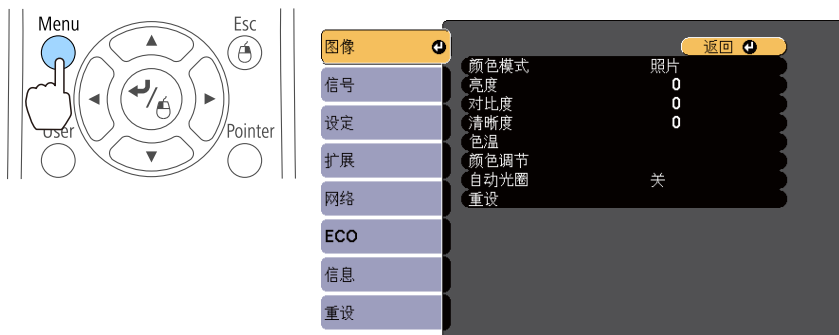 Menu
Esc
User
Pointer
图像
信号
设定
扩展
网络
ECO
信息
重设
返回
颜色模式 照片
亮度 0
对比度 0
清晰度 0
色温
颜色调节
自动光圈 关
重设